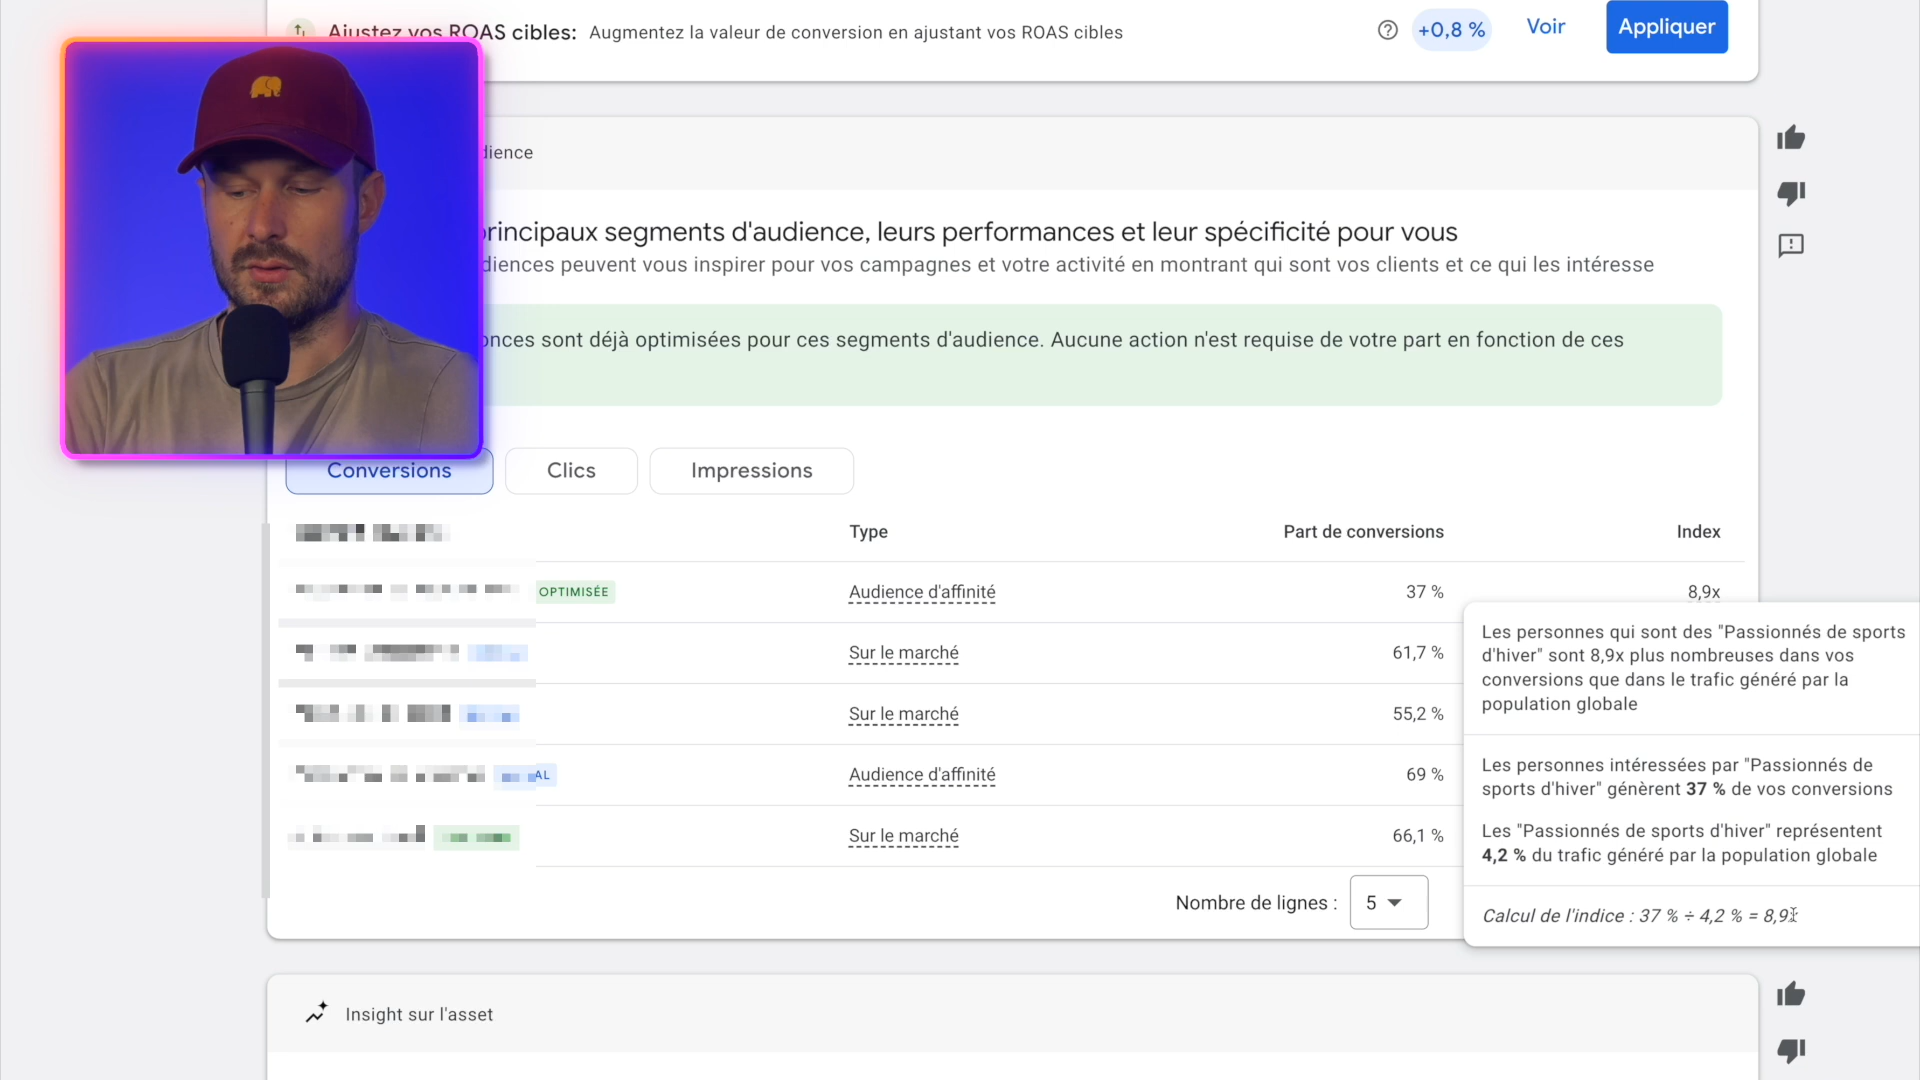 Ajustez vos ROAS cibles: Augmentez la valeur de conversion en ajustant vos ROAS cibles
+0,8 %
Voir
Appliquer
dience
principaux segments d'audience, leurs performances et leur spécificité pour vous
diences peuvent vous inspirer pour vos campagnes et votre activité en montrant qui sont vos clients et ce qui les intéresse
onces sont déjà optimisées pour ces segments d'audience. Aucune action n'est requise de votre part en fonction de ces
Conversions
Clics
Impressions
Type
Part de conversions
Index
OPTIMISÉE
Audience d'affinité
37 %
8,9x
Sur le marché
61,7 %
Sur le marché
55,2 %
AL
Audience d'affinité
69 %
Sur le marché
66,1 %
Nombre de lignes :
5
Les personnes qui sont des "Passionnés de sports
d'hiver" sont 8,9x plus nombreuses dans vos
conversions que dans le trafic généré par la
population globale
Les personnes intéressées par "Passionnés de
sports d'hiver" génèrent 37 % de vos conversions
Les "Passionnés de sports d'hiver" représentent
4,2 % du trafic généré par la population globale
Calcul de l'indice : 37 % ÷ 4,2 % = 8,9x
Insight sur l'asset